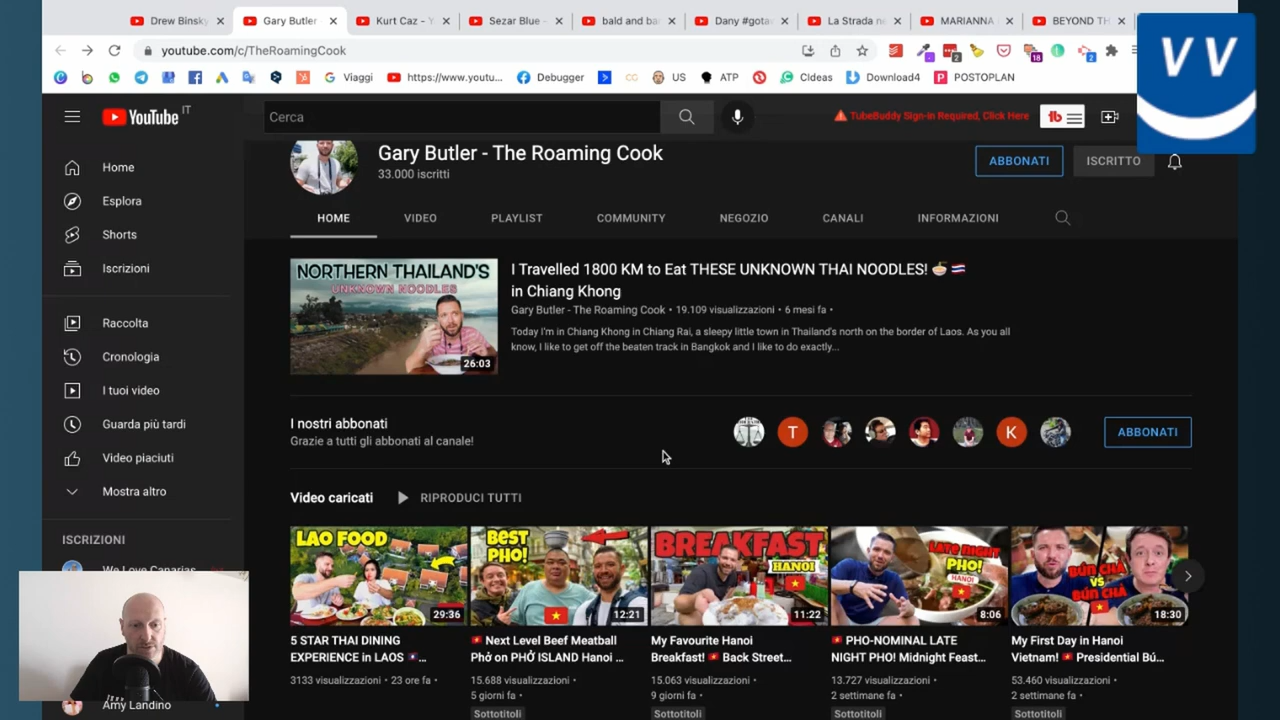 Drew Binsky
Gary Butler
Kurt Caz - Y
Sezar Blue -
bald and ba
Dany #gota
La Strada n
MARIANNA
BEYOND TH
youtube.com/c/TheRoamingCook
Viaggi
https://www.youtu...
Debugger
CC
US
ATP
CIdeas
Download4
POSTOPLAN
VV
YouTube IT
Cerca
TubeBuddy Sign-in Required, Click Here
tb
Home
Esplora
Shorts
Iscrizioni
Raccolta
Cronologia
I tuoi video
Guarda più tardi
Video piaciuti
Mostra altro
ISCRIZIONI
We Love Canarias
Amy Landino
Gary Butler - The Roaming Cook
33.000 iscritti
ABBONATI
ISCRITTO
HOME
VIDEO
PLAYLIST
COMMUNITY
NEGOZIO
CANALI
INFORMAZIONI
NORTHERN THAILAND'S
UNKNOWN NOODLES
26:03
I Travelled 1800 KM to Eat THESE UNKNOWN THAI NOODLES! 🍜 🇹🇭
in Chiang Khong
Gary Butler - The Roaming Cook • 19.109 visualizzazioni • 6 mesi fa •
Today I'm in Chiang Khong in Chiang Rai, a sleepy little town in Thailand's north on the border of Laos. As you all
know, I like to get off the beaten track in Bangkok and I like to do exactly...
I nostri abbonati
Grazie a tutti gli abbonati al canale!
T
K
ABBONATI
Video caricati
RIPRODUCI TUTTI
LAO FOOD
29:36
BEST
PHO!
12:21
BREAKFAST
HANOI
11:22
LATE NIGHT
PHO!
HANOI
8:06
BÚN CHẢ
VS
BÚN CHẢ
18:30
5 STAR THAI DINING
EXPERIENCE in LAOS 🇱🇦...
3133 visualizzazioni • 23 ore fa •
🇻🇳 Next Level Beef Meatball
Phở on PHỞ ISLAND Hanoi ...
15.688 visualizzazioni •
5 giorni fa •
Sottotitoli
My Favourite Hanoi
Breakfast! 🇻🇳 Back Street...
15.063 visualizzazioni •
9 giorni fa •
🇻🇳 PHO-NOMINAL LATE
NIGHT PHO! Midnight Feast...
13.727 visualizzazioni •
2 settimane fa •
Sottotitoli
My First Day in Hanoi
Vietnam! 🇻🇳 Presidential Bú...
53.460 visualizzazioni •
2 settimane fa •
Sottotitoli